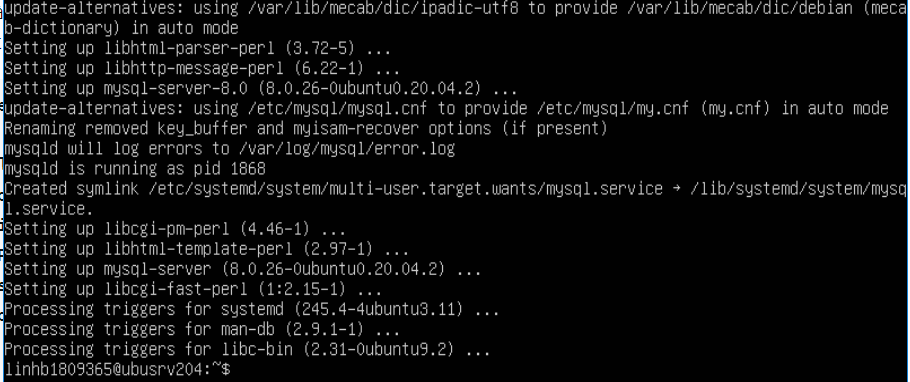 update-alternatives: using /var/lib/mecab/dic/ipadic-utf8 to provide /var/lib/mecab/dic/debian (meca
b-dictionary) in auto mode
Setting up libhtml-parser-perl (3.72-5) ...
Setting up libhttp-message-perl (6.22-1) ...
Setting up mysql-server-8.0 (8.0.26-0ubuntu0.20.04.2) ...
update-alternatives: using /etc/mysql/mysql.cnf to provide /etc/mysql/my.cnf (my.cnf) in auto mode
Renaming removed key_buffer and myisam-recover options (if present)
mysqld will log errors to /var/log/mysql/error.log
mysqld is running as pid 1868
Created symlink /etc/systemd/system/multi-user.target.wants/mysql.service → /lib/systemd/system/mysq
l.service.
Setting up libcgi-pm-perl (4.46-1) ...
Setting up libhtml-template-perl (2.97-1) ...
Setting up mysql-server (8.0.26-0ubuntu0.20.04.2) ...
Setting up libcgi-fast-perl (1:2.15-1) ...
Processing triggers for systemd (245.4-4ubuntu3.11) ...
Processing triggers for man-db (2.9.1-1) ...
Processing triggers for libc-bin (2.31-0ubuntu9.2) ...
linhb1809365@ubusrv204:~$